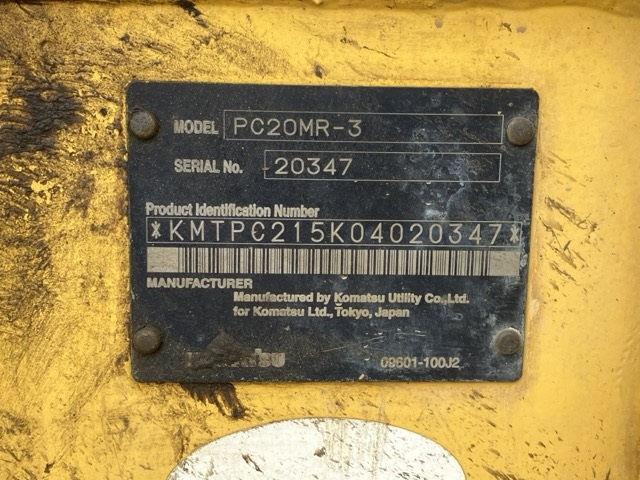 MODEL PC20MR-3
SERIAL No. 20347
Product Identification Number
*KMTPC215K04020347*
MANUFACTURER
Manufactured by Komatsu Utility Co., Ltd.
for Komatsu Ltd., Tokyo, Japan
09601-100J2